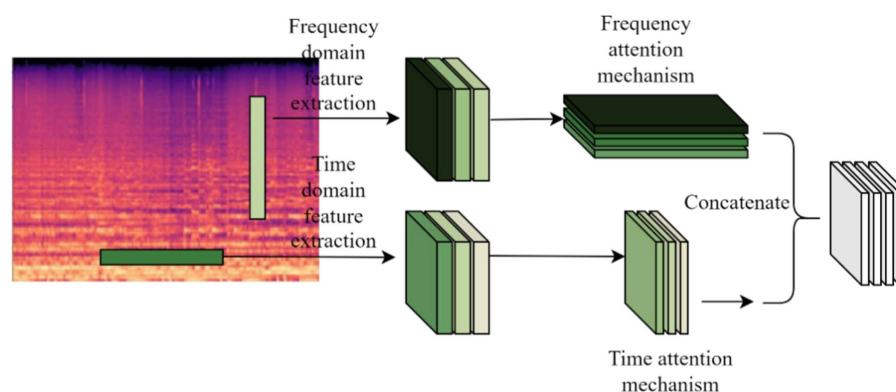 Frequency
domain
feature
extraction
Frequency
attention
mechanism
Time
domain
feature
extraction
Concatenate
Time attention
mechanism